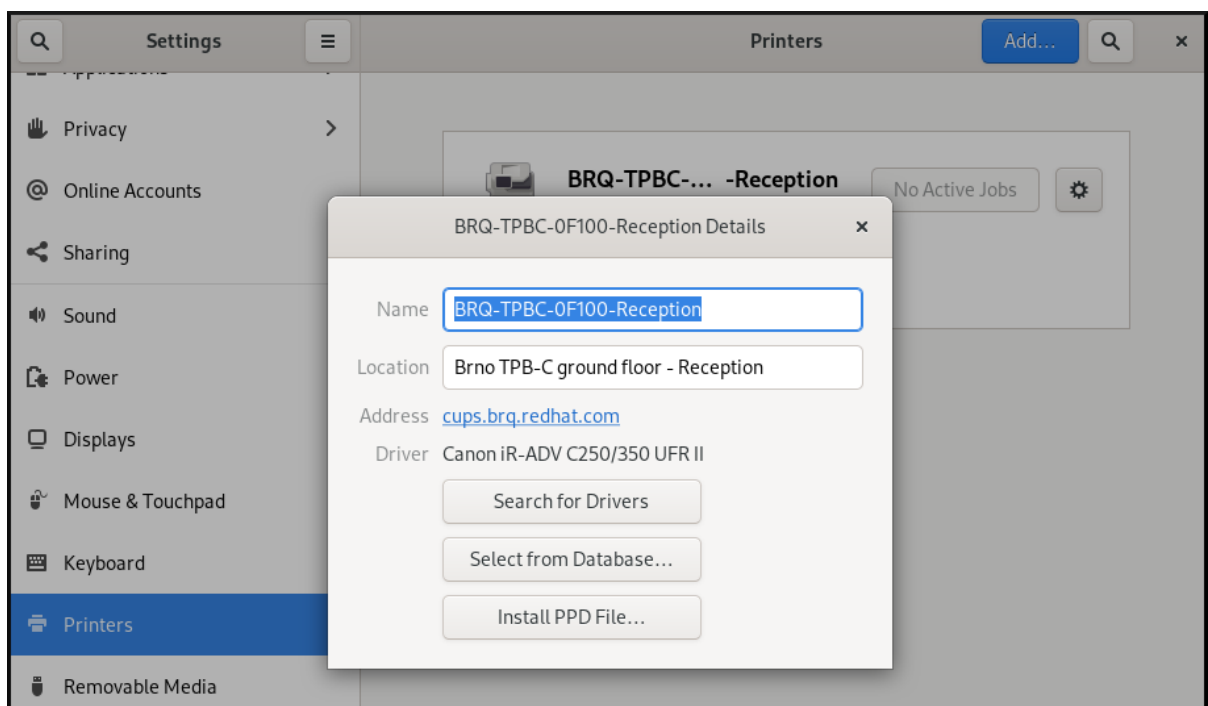 Settings
Printers
Add...
Applications
Privacy
Online Accounts
Sharing
Sound
Power
Displays
Mouse & Touchpad
Keyboard
Printers
Removable Media
BRQ-TPBC-... -Reception
No Active Jobs
BRQ-TPBC-0F100-Reception Details
Name BRQ-TPBC-0F100-Reception
Location Brno TPB-C ground floor - Reception
Address cups.brq.redhat.com
Driver Canon iR-ADV C250/350 UFR II
Search for Drivers
Select from Database...
Install PPD File...